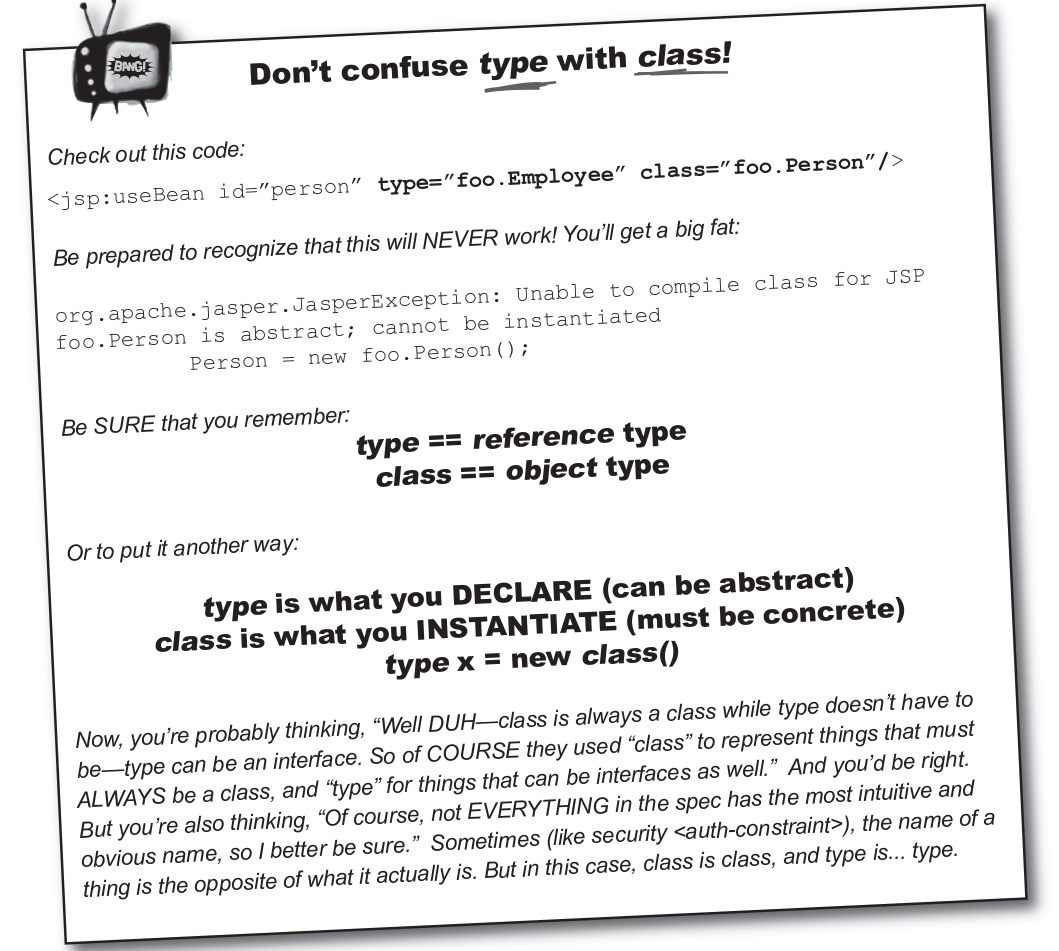 BANG!
Don't confuse type with class!
Check out this code:
<jsp:useBean id=”person” type=”foo.Employee” class=”foo.Person”/>
Be prepared to recognize that this will NEVER work! You'll get a big fat:
org.apache.jasper.JasperException: Unable to compile class for JSP
foo.Person is abstract; cannot be instantiated
Person = new foo.Person();
Be SURE that you remember:
type == reference type
class == object type
Or to put it another way:
type is what you DECLARE (can be abstract)
class is what you INSTANTIATE (must be concrete)
type x = new class()
Now, you're probably thinking, “Well DUH—class is always a class while type doesn't have to
be—type can be an interface. So of COURSE they used “class” to represent things that must
ALWAYS be a class, and “type” for things that can be interfaces as well.” And you'd be right.
But you're also thinking, “Of course, not EVERYTHING in the spec has the most intuitive and
obvious name, so I better be sure.” Sometimes (like security <auth-constraint>), the name of a
thing is the opposite of what it actually is. But in this case, class is class, and type is... type.